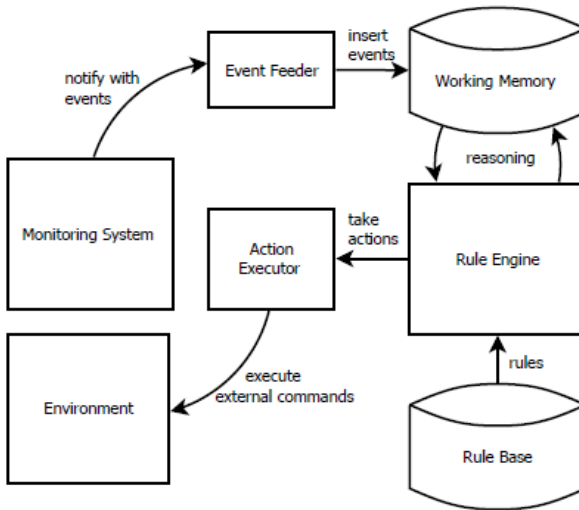 insert
events
Event Feeder
Working Memory
notify with
events
reasoning
Monitoring System
take
actions
Action
Executor
Rule Engine
execute
external commands
rules
Environment
Rule Base